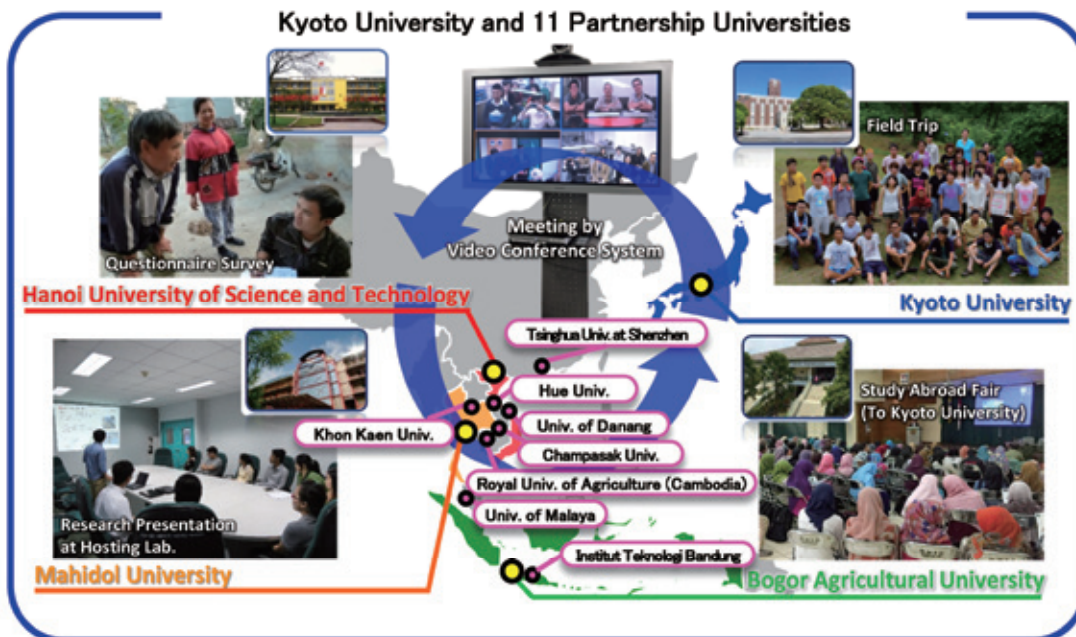 Kyoto University and 11 Partnership Universities
Field Trip
Meeting by
Video Conference System
Questionnaire Survey
Hanoi University of Science and Technology
Kyoto University
Tsinghua Univ. at Shenzhen
Hue Univ.
Study Abroad Fair
(To Kyoto University)
Khon Kaen Univ.
Univ. of Danang
Champasak Univ.
Royal Univ. of Agriculture (Cambodia)
Univ. of Malaya
Research Presentation
at Hosting Lab.
Institut Teknologi Bandung
Mahidol University
Bogor Agricultural University